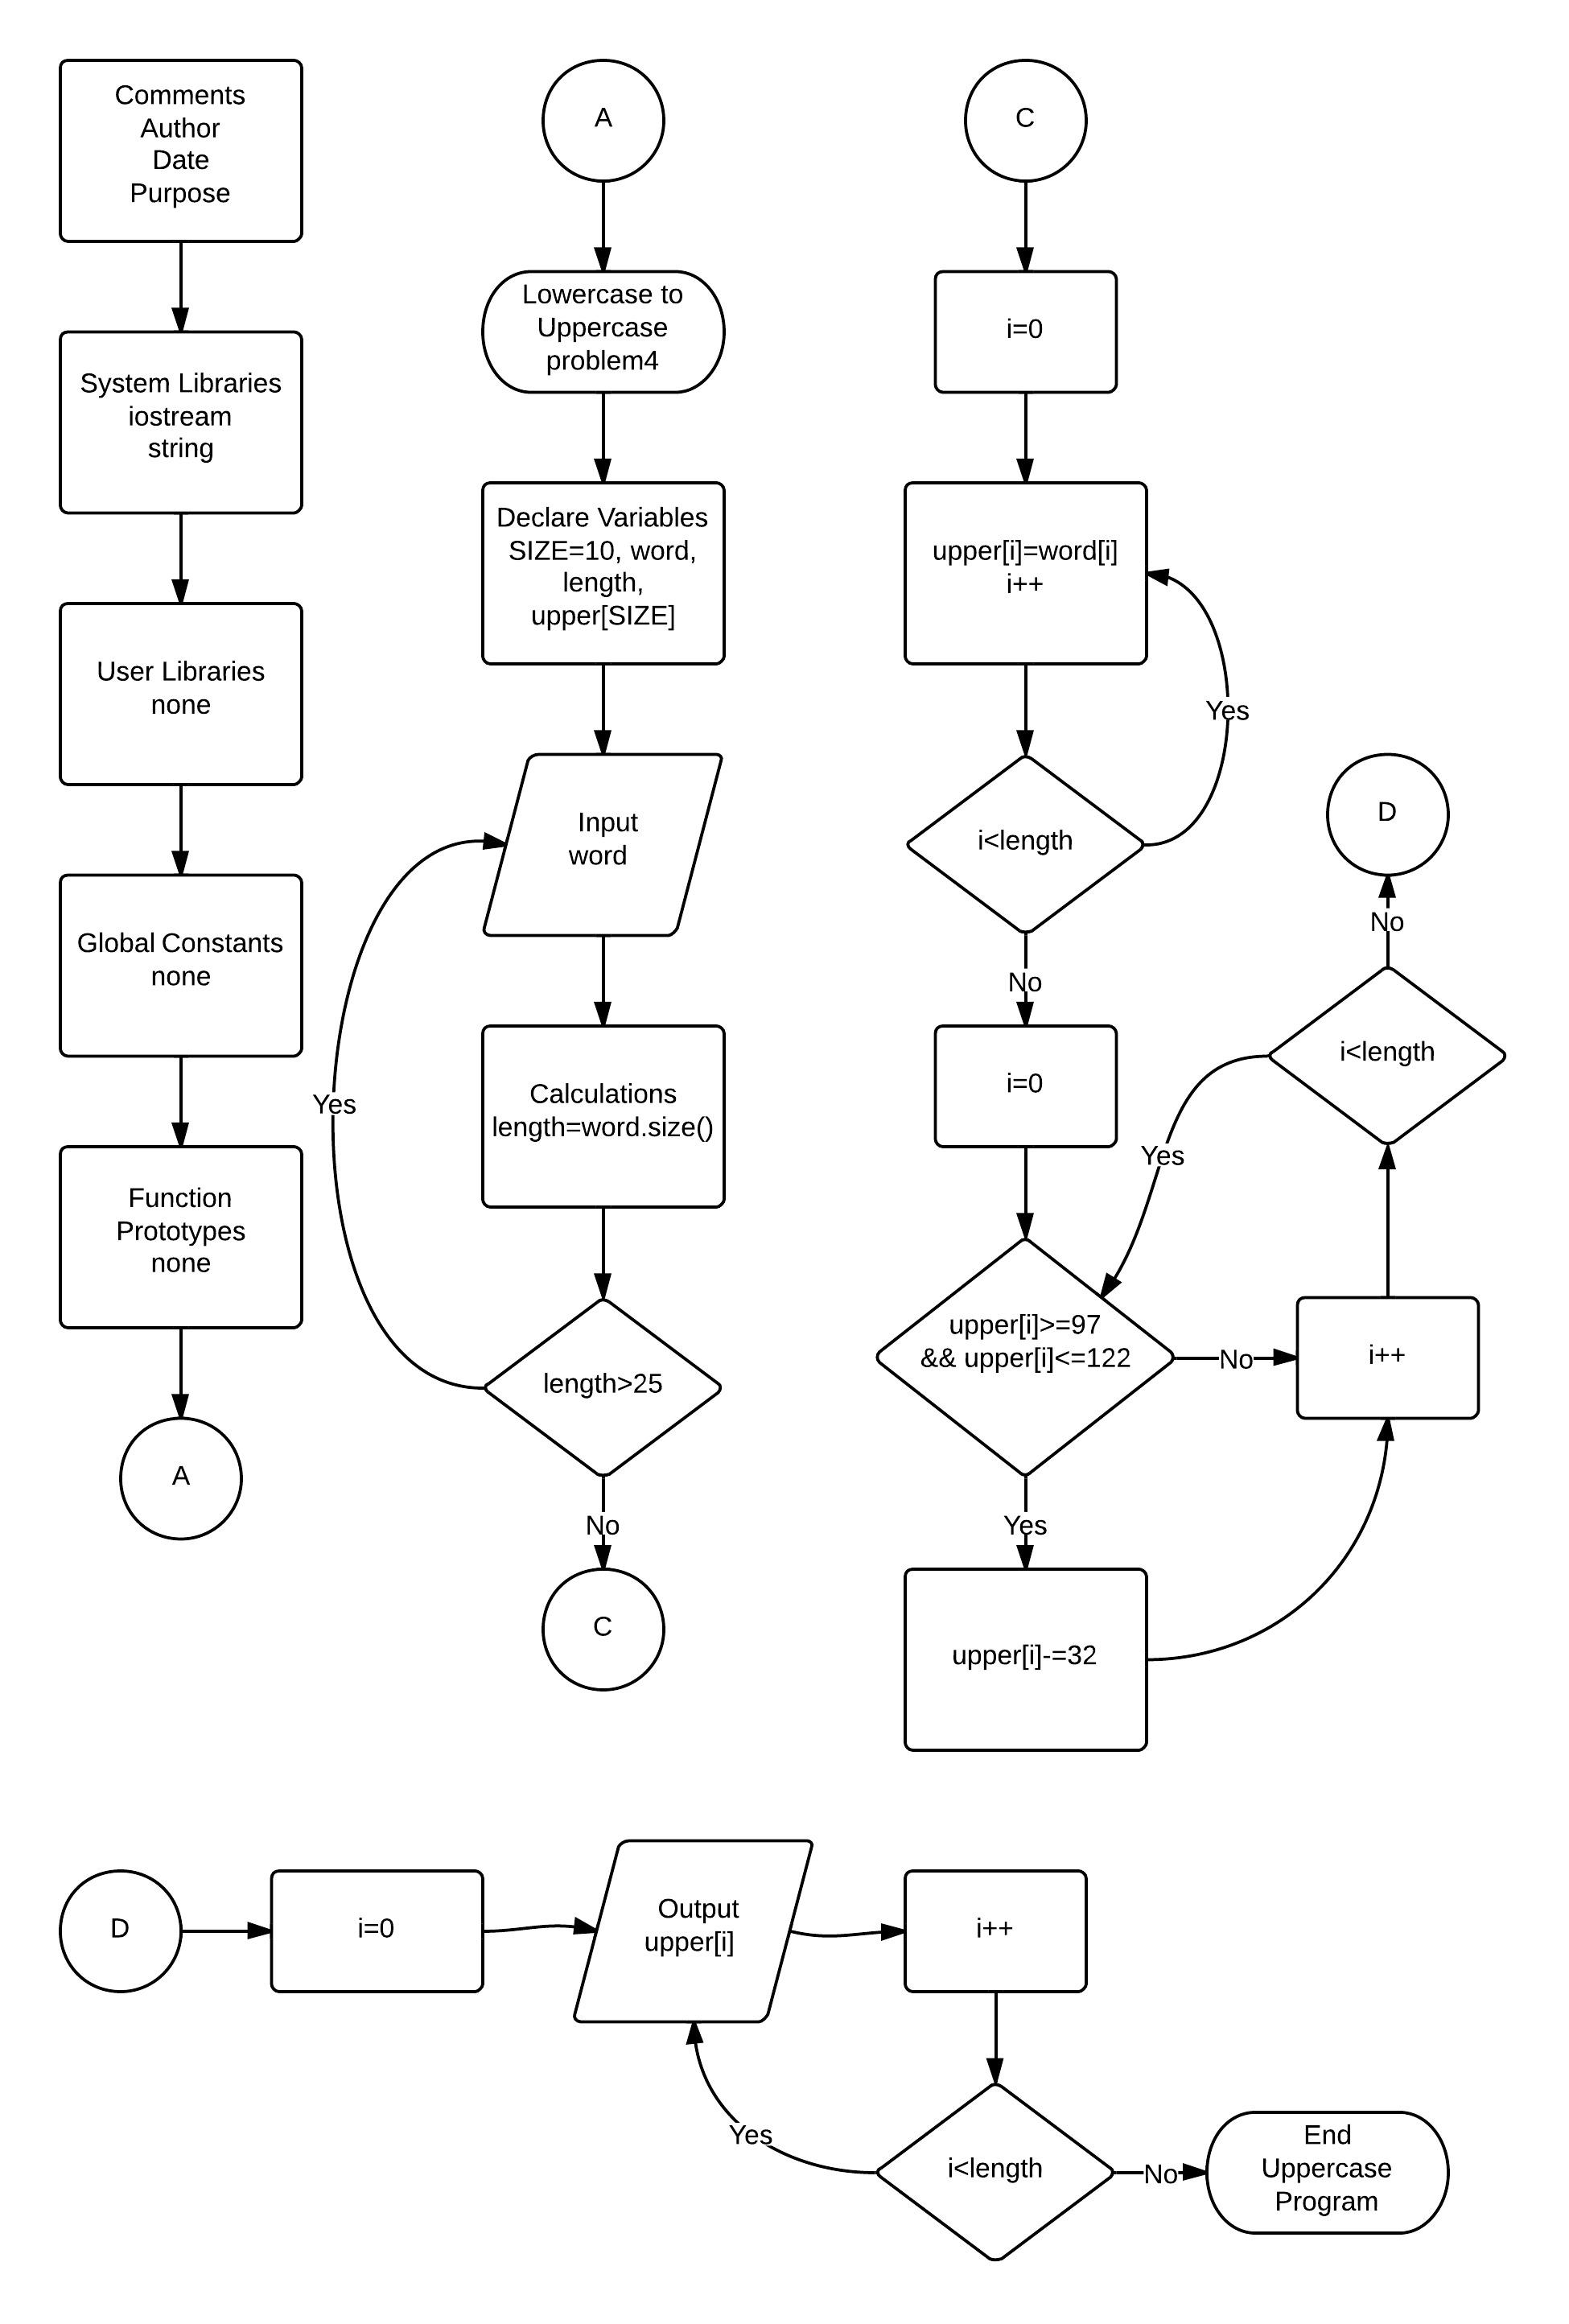 Comments
Author
Date
Purpose
System Libraries
iostream
string
User Libraries
none
Global Constants
none
Function
Prototypes
none
A
A
Lowercase to
Uppercase
problem4
Declare Variables
SIZE=10, word,
length,
upper[SIZE]
Input
word
Calculations
length=word.size()
length>25
Yes
No
C
C
i=0
upper[i]=word[i]
i++
i<length
Yes
No
i=0
upper[i]>=97
&& upper[i]<=122
Yes
No
upper[i]-=32
i++
i<length
Yes
No
D
D
i=0
Output
upper[i]
i++
i<length
Yes
No
End
Uppercase
Program